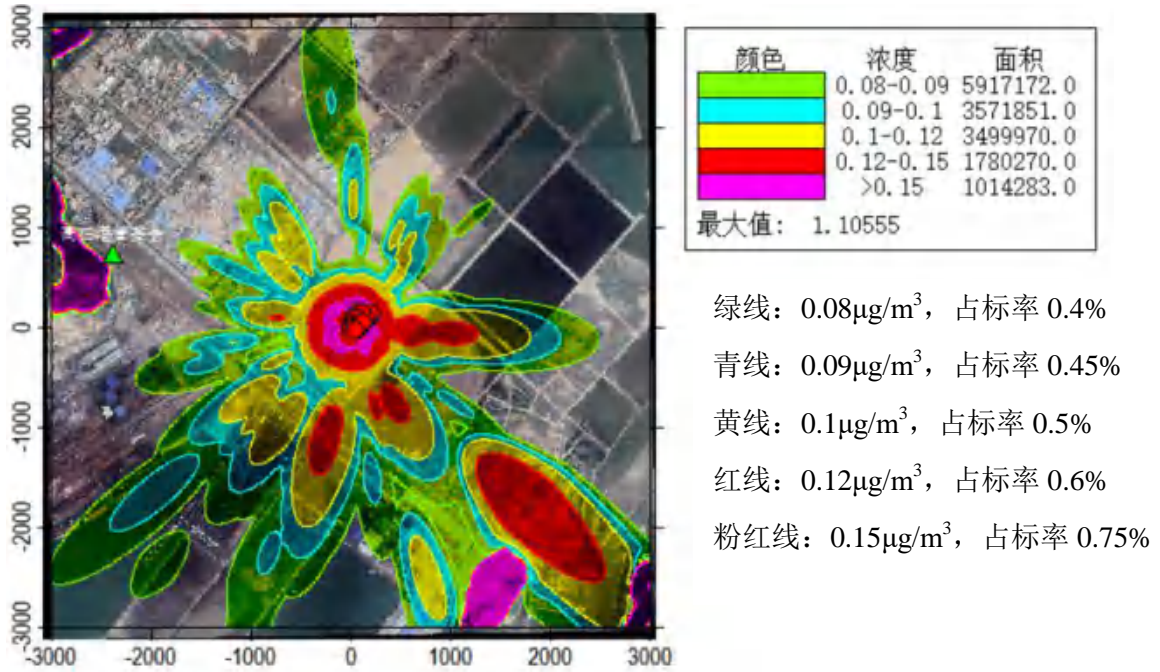 颜色 浓度 面积
0.08-0.09 5917172.0
0.09-0.1 3571851.0
0.1-0.12 3499970.0
0.12-0.15 1780270.0
>0.15 1014283.0
最大值: 1.10555
绿线：0.08μg/m³，占标率 0.4%
青线：0.09μg/m³，占标率 0.45%
黄线：0.1μg/m³，占标率 0.5%
红线：0.12μg/m³，占标率 0.6%
粉红线：0.15μg/m³，占标率 0.75%
3000
2000
1000
0
-1000
-2000
-3000
-3000 -2000 -1000 0 1000 2000 3000